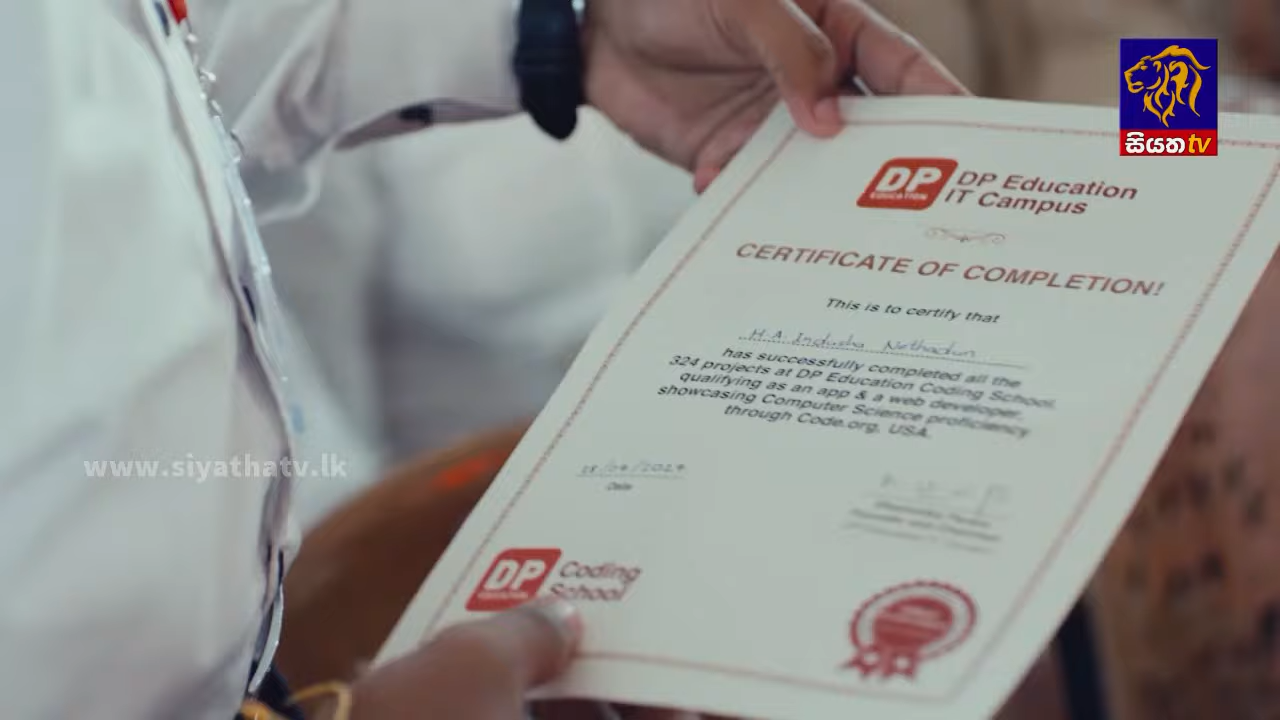 සියත tv
DP
EDUCATION
DP Education
IT Campus
CERTIFICATE OF COMPLETION!
This is to certify that
H.A. Indusha Nethadun
has successfully completed all the
324 projects at DP Education Coding School,
qualifying as an app & a web developer,
showcasing Computer Science proficiency
through Code.org, USA.
www.siyathatv.lk
Date
DP
Coding
School